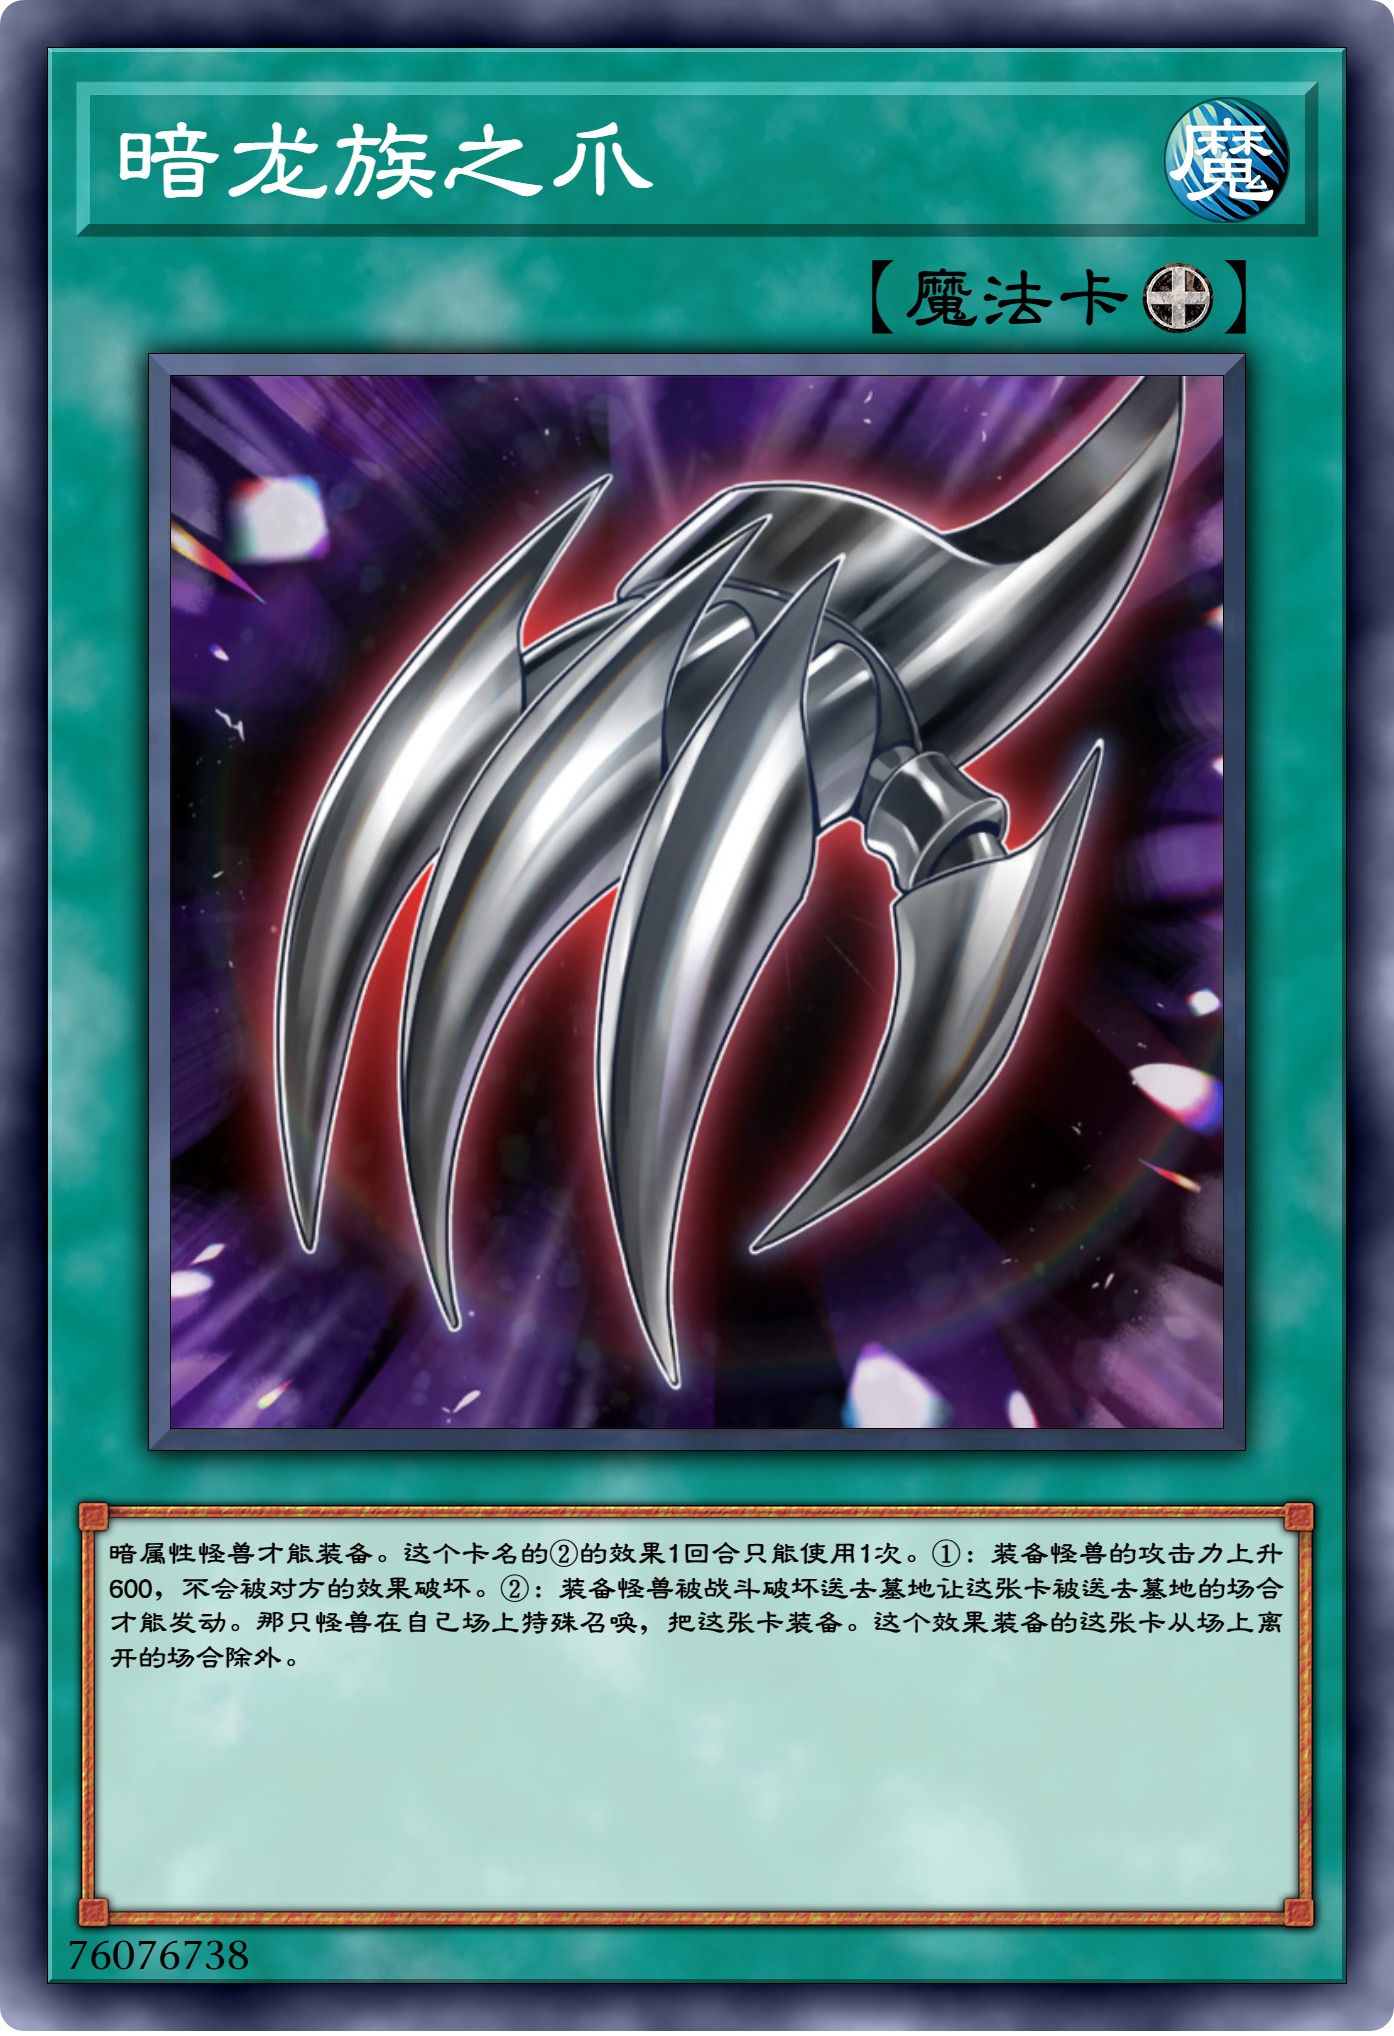 暗龙族之爪
魔
【魔法卡】
暗属性怪兽才能装备。这个卡名的②的效果1回合只能使用1次。①：装备怪兽的攻击力上升
600，不会被对方的效果破坏。②：装备怪兽被战斗破坏送去墓地让这张卡被送去墓地的场合
才能发动。那只怪兽在自己场上特殊召唤，把这张卡装备。这个效果装备的这张卡从场上离
开的场合除外。
76076738